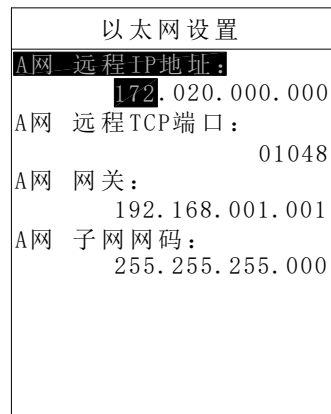 以太网设置
A网 远程IP地址：
172.020.000.000
A网 远程TCP端口：
01048
A网 网关：
192.168.001.001
A网 子网网码：
255.255.255.000